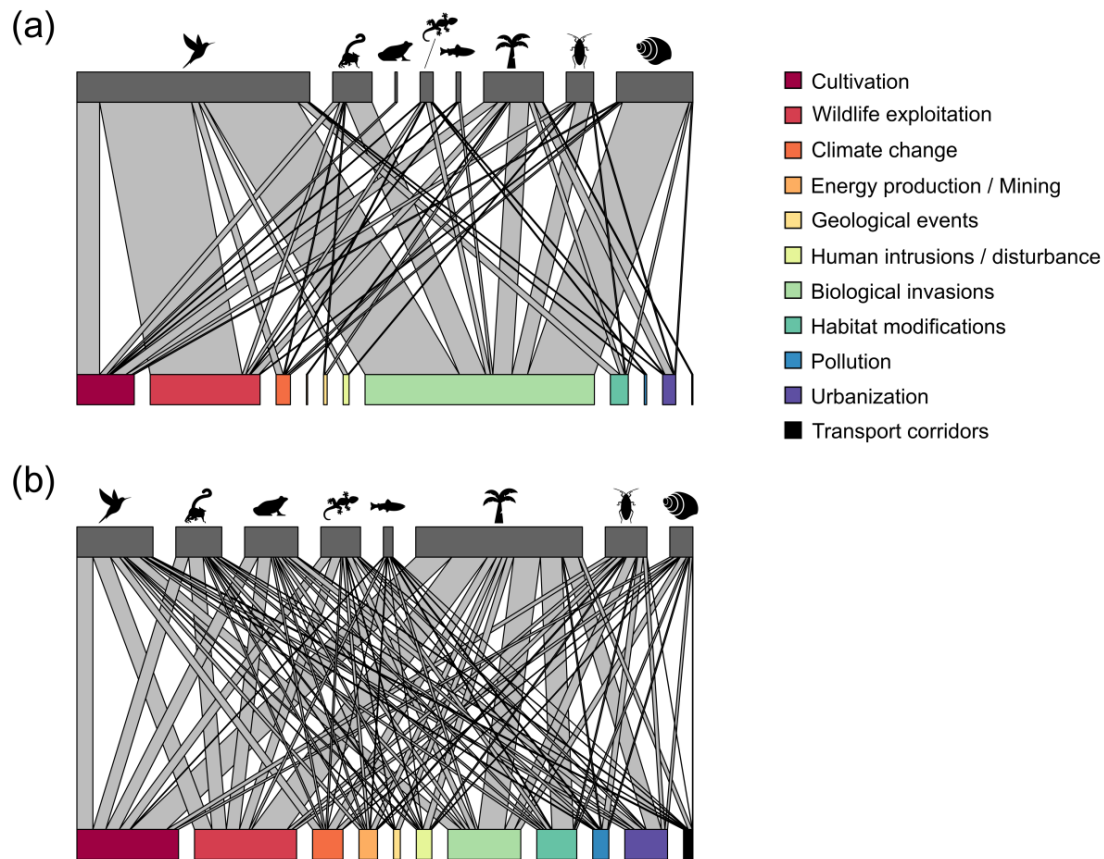 (a)
Cultivation
Wildlife exploitation
Climate change
Energy production / Mining
Geological events
Human intrusions / disturbance
Biological invasions
Habitat modifications
Pollution
Urbanization
Transport corridors
(b)